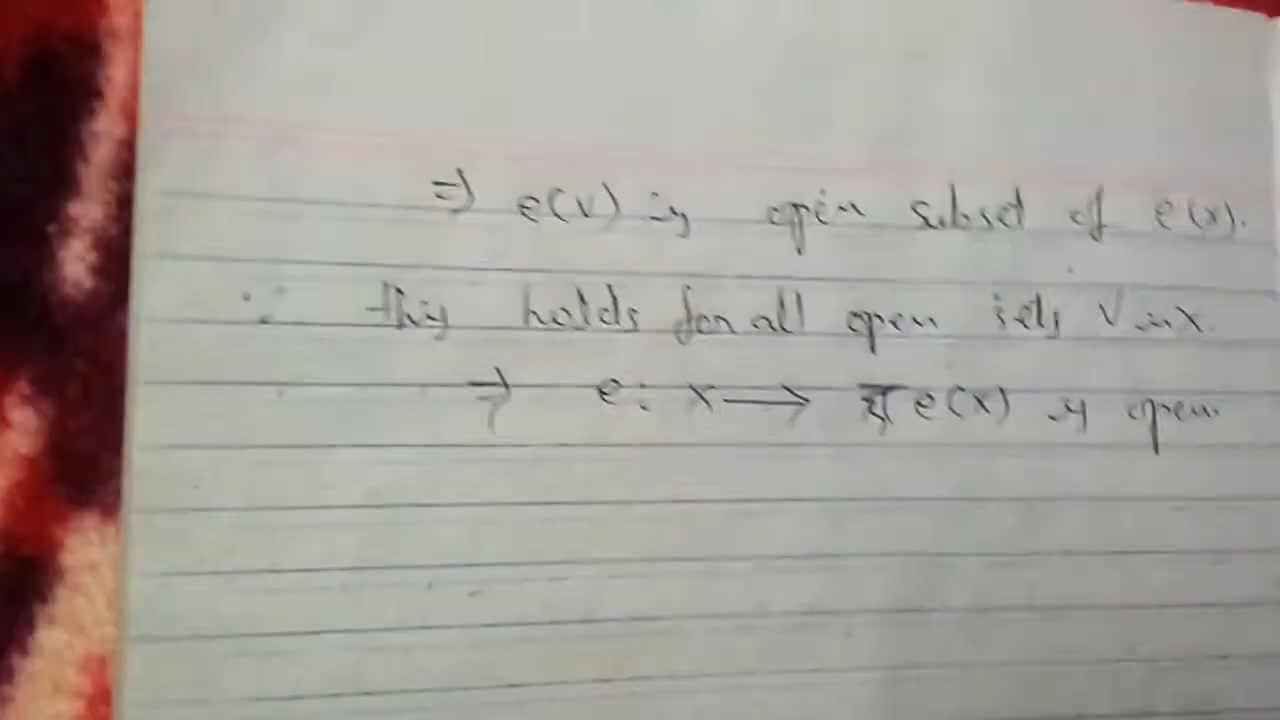 ⇒ e(V) is open subset of e(X).
∵ this holds for all open sets V in X.
⇒ e: X ⟶ e(X) is open.